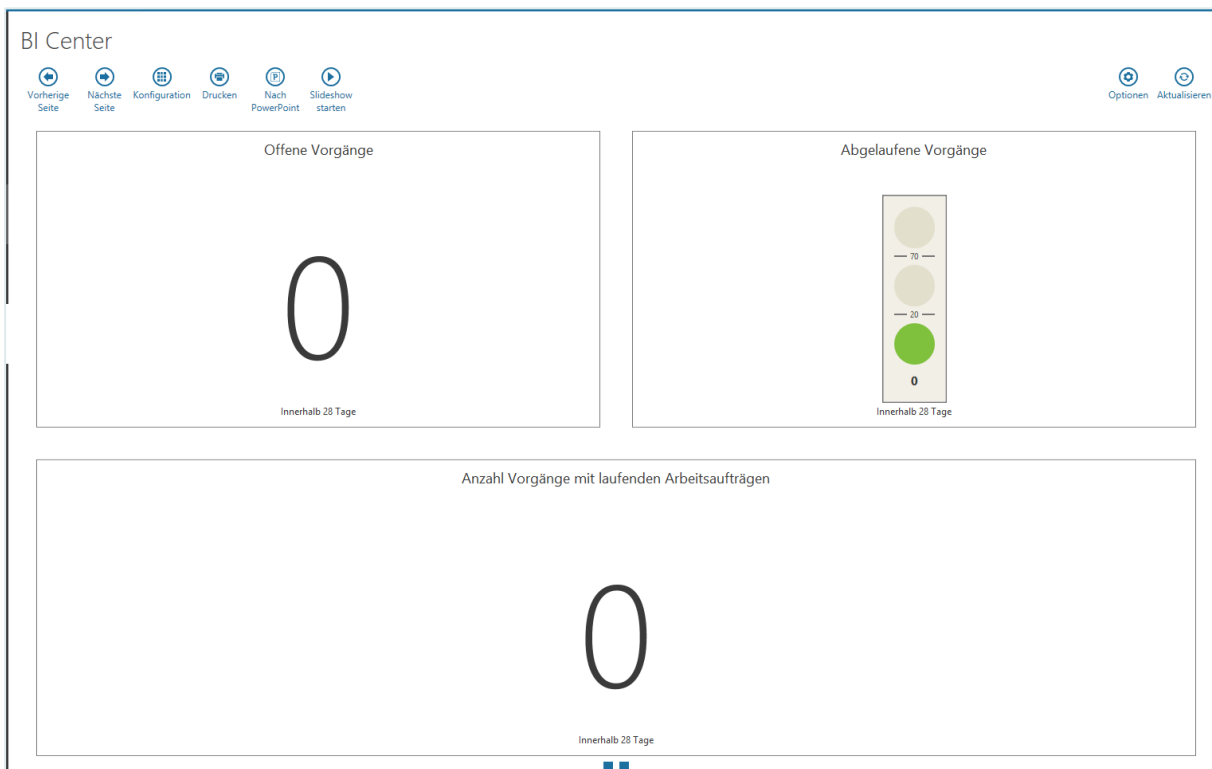 BI Center
Vorherige Seite
Nächste Seite
Konfiguration
Drucken
Nach PowerPoint
Slideshow starten
Optionen
Aktualisieren
Offene Vorgänge
0
Innerhalb 28 Tage
Abgelaufene Vorgänge
70
20
0
Innerhalb 28 Tage
Anzahl Vorgänge mit laufenden Arbeitsaufträgen
0
Innerhalb 28 Tage